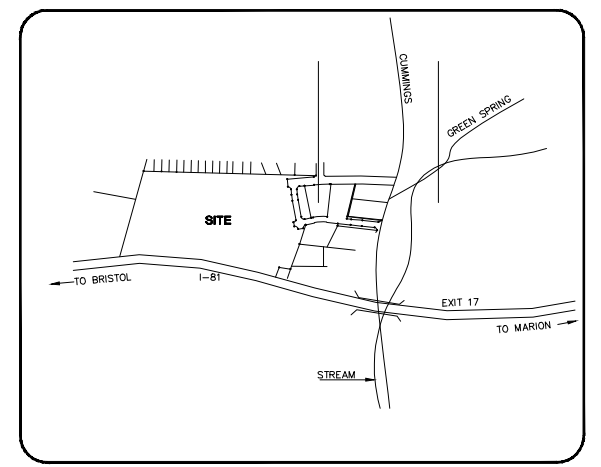 CUMMINGS
GREEN SPRING
SITE
TO BRISTOL
I-81
EXIT 17
TO MARION
STREAM